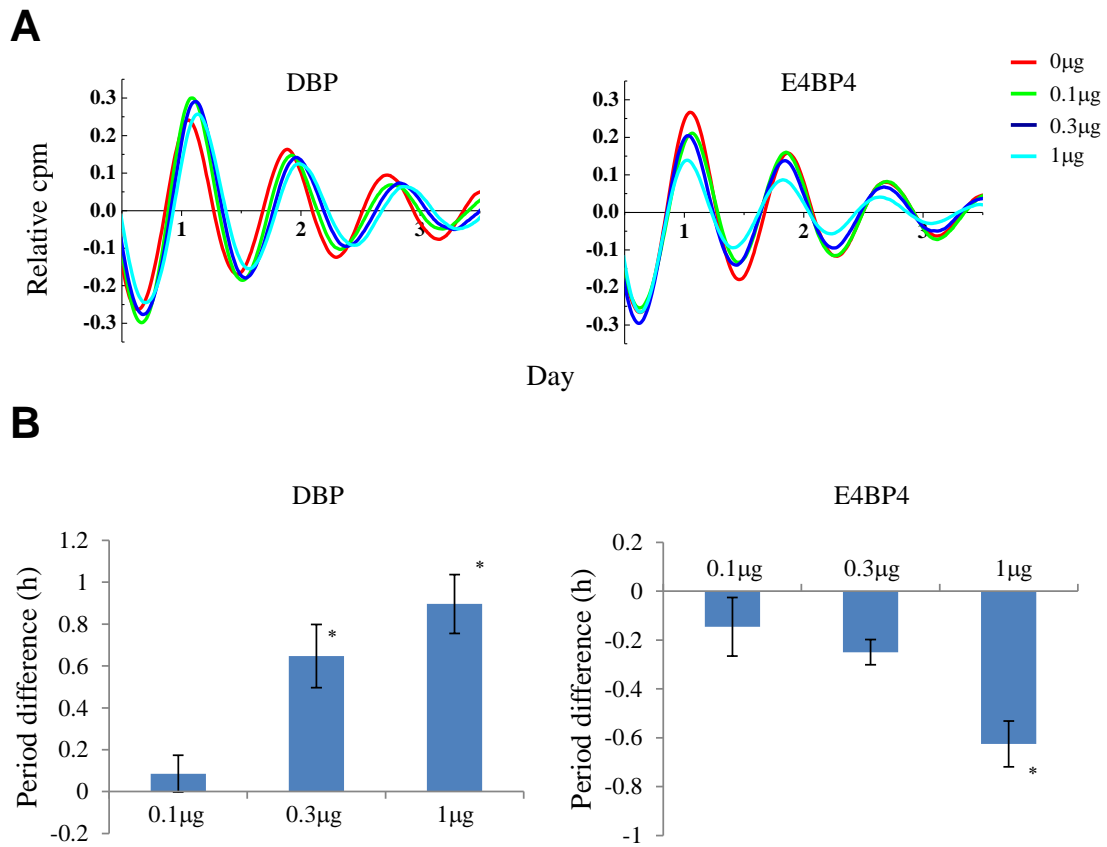 A
DBP
E4BP4
0μg
0.1μg
0.3μg
1μg
Relative cpm
0.3
0.2
0.1
0.0
-0.1
-0.2
-0.3
1
2
3
0.3
0.2
0.1
0.0
-0.1
-0.2
-0.3
1
2
3
Day
B
DBP
E4BP4
Period difference (h)
1.2
1
0.8
0.6
0.4
0.2
0
-0.2
0.1μg
0.3μg
1μg
*
*
Period difference (h)
0.2
0
-0.2
-0.4
-0.6
-0.8
-1
0.1μg
0.3μg
1μg
*